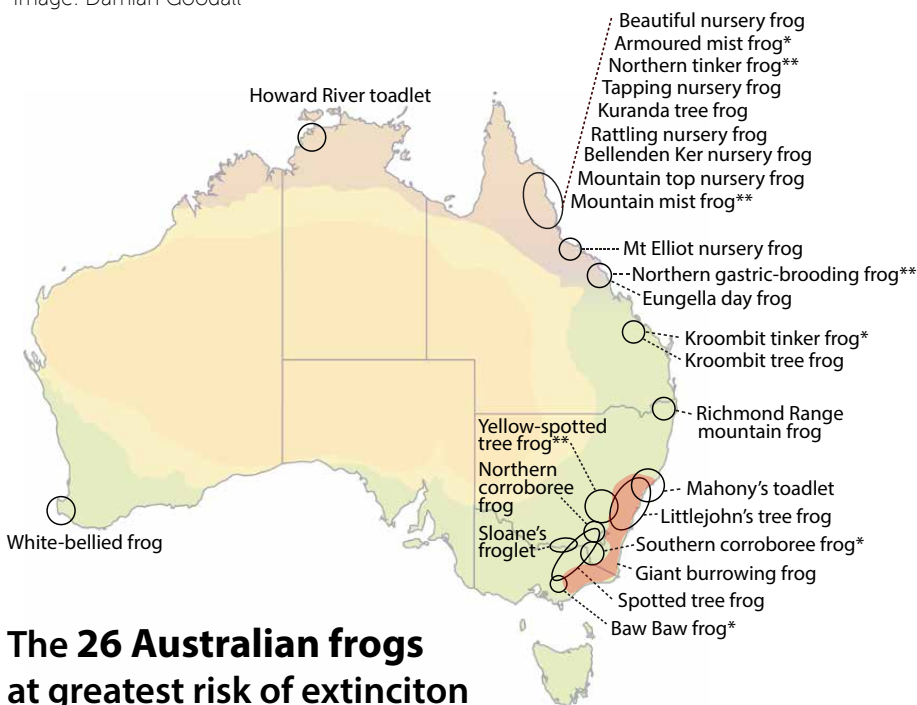 Image: Damian Goodall
Beautiful nursery frog
Armoured mist frog*
Northern tinker frog**
Tapping nursery frog
Kuranda tree frog
Rattling nursery frog
Bellenden Ker nursery frog
Mountain top nursery frog
Mountain mist frog**
Howard River toadlet
Mt Elliot nursery frog
Northern gastric-brooding frog**
Eungella day frog
Kroombit tinker frog*
Kroombit tree frog
Richmond Range
mountain frog
Yellow-spotted
tree frog**
Northern
corroboree
frog
Sloane's
froglet
Mahony's toadlet
Littlejohn's tree frog
Southern corroboree frog*
Giant burrowing frog
Spotted tree frog
Baw Baw frog*
White-bellied frog
The 26 Australian frogs
at greatest risk of extinciton